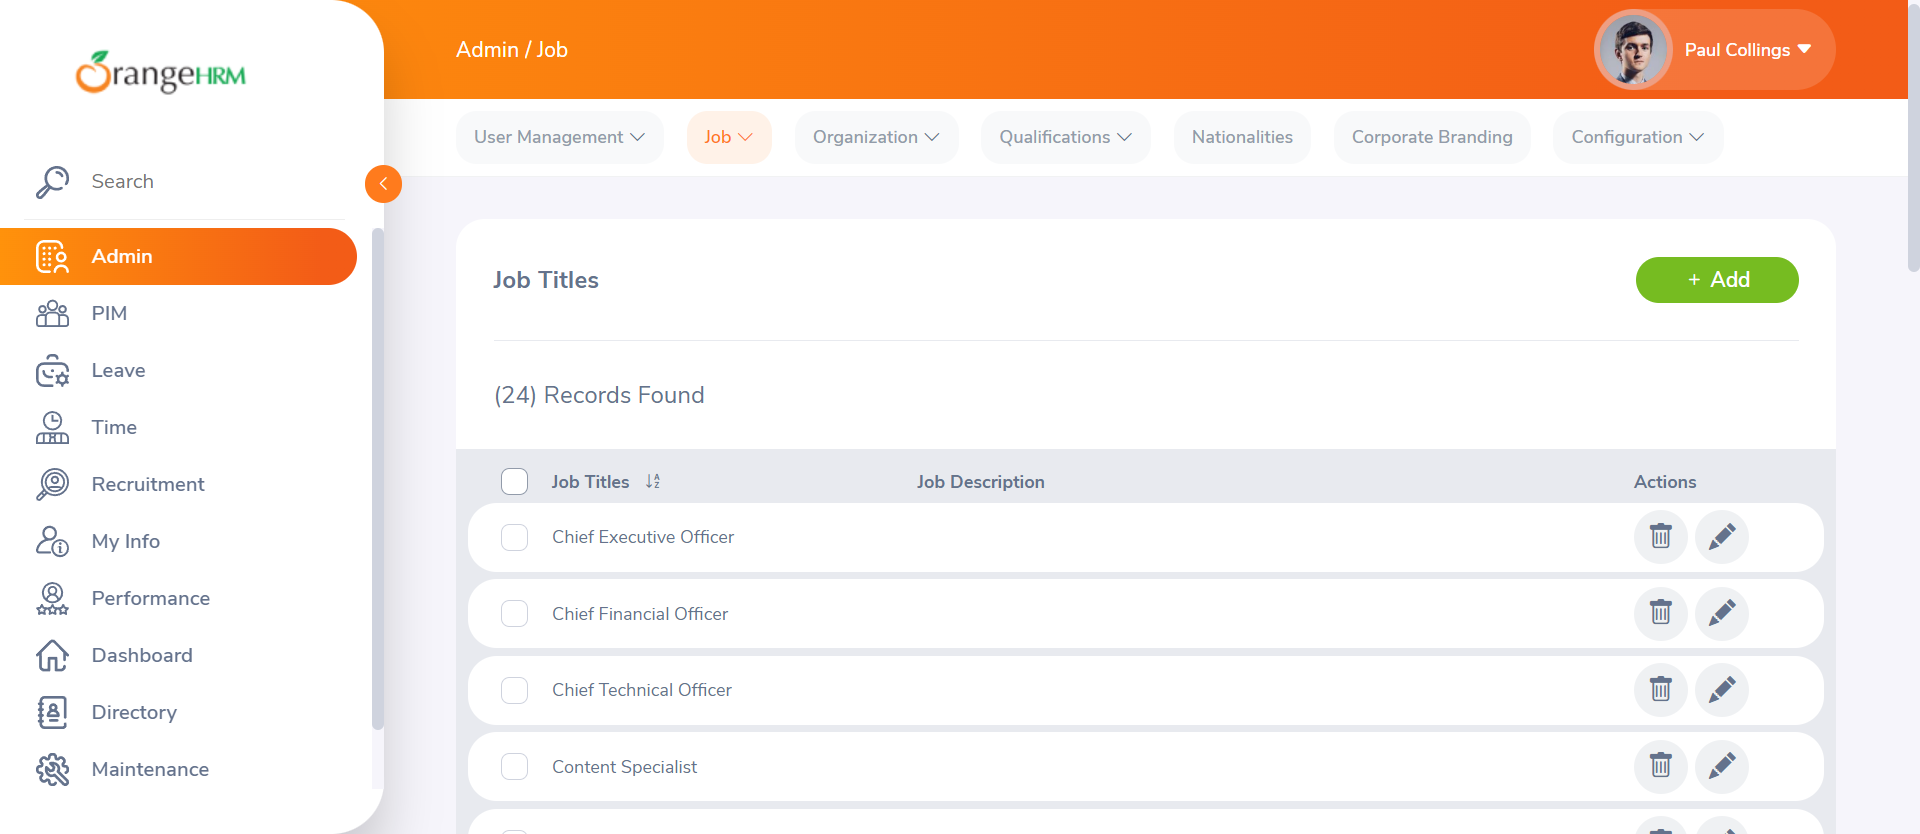 OrangeHRM
Admin / Job
Paul Collings
User Management
Job
Organization
Qualifications
Nationalities
Corporate Branding
Configuration
Search
Admin
PIM
Leave
Time
Recruitment
My Info
Performance
Dashboard
Directory
Maintenance
Job Titles
+ Add
(24) Records Found
Job Titles
Job Description
Actions
Chief Executive Officer
Chief Financial Officer
Chief Technical Officer
Content Specialist